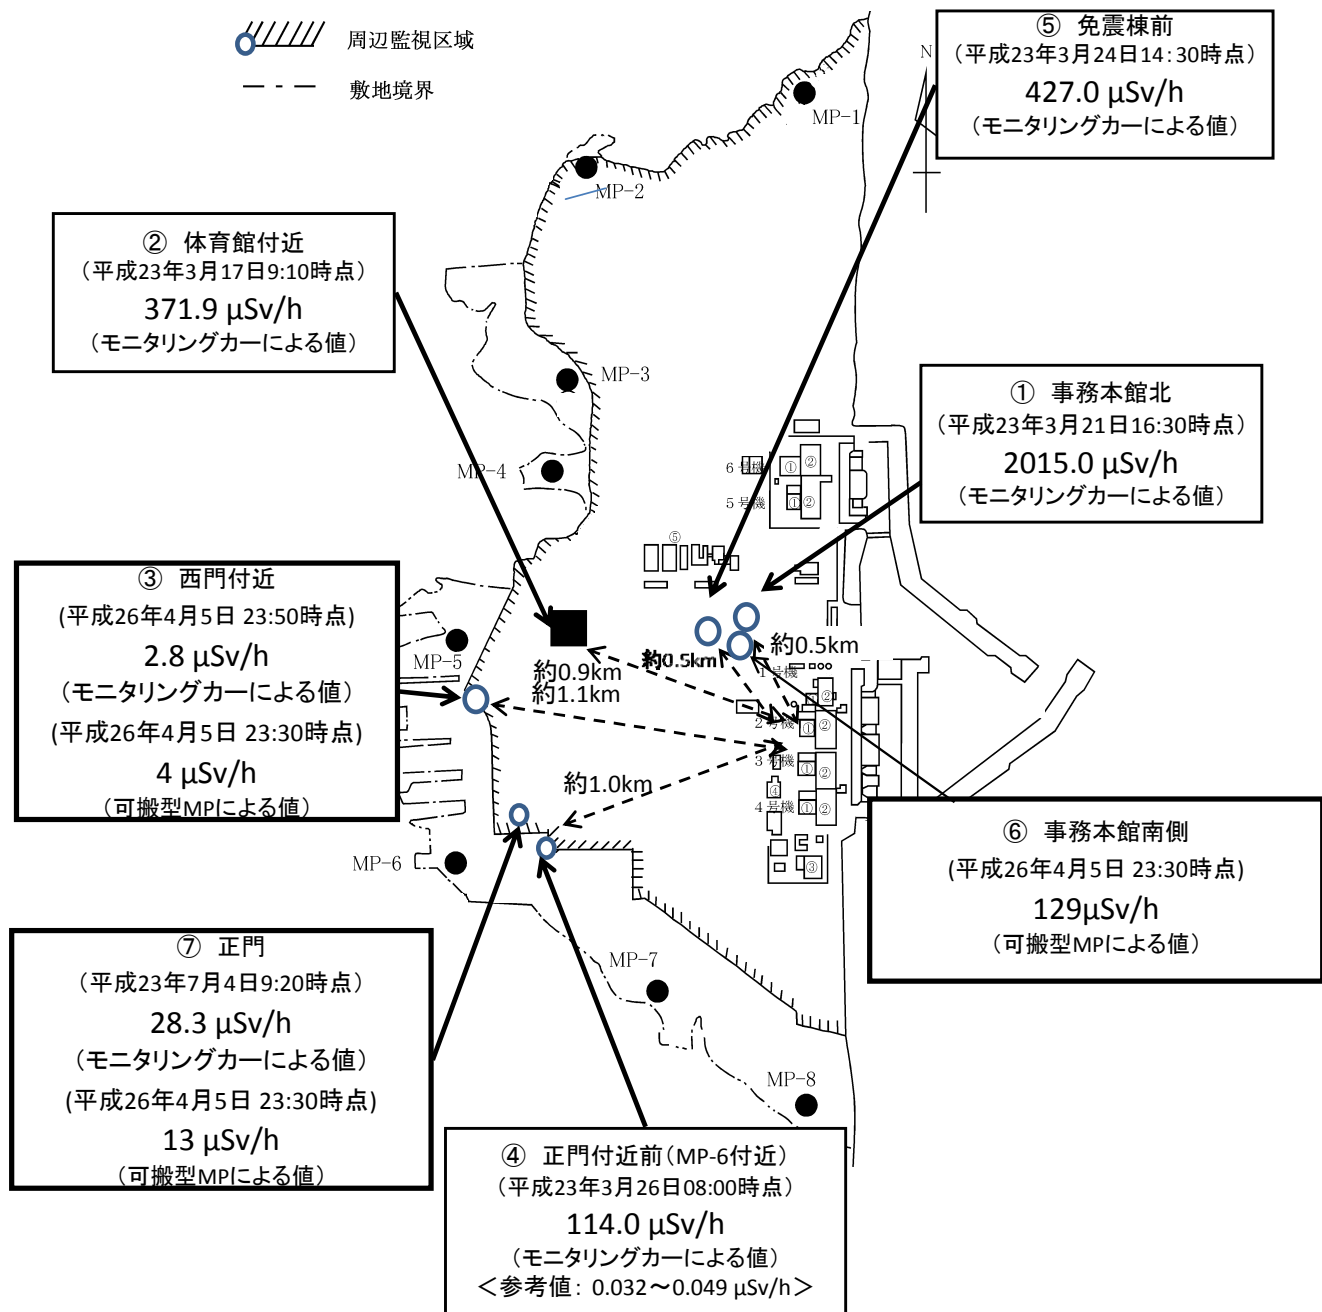 周辺監視区域
敷地境界
⑤ 免震棟前
（平成23年3月24日14：30時点）
427.0 μSv/h
（モニタリングカーによる値）
N
MP-1
MP-2
② 体育館付近
（平成23年3月17日9:10時点）
371.9 μSv/h
（モニタリングカーによる値）
MP-3
MP-4
① 事務本館北
（平成23年3月21日16:30時点）
2015.0 μSv/h
（モニタリングカーによる値）
6号機
① ②
5号機
① ②
⑤
③ 西門付近
(平成26年4月5日 23:50時点)
2.8 μSv/h
（モニタリングカーによる値）
(平成26年4月5日 23:30時点)
4 μSv/h
（可搬型MPによる値）
MP-5
約0.9km
約1.1km
約0.5km
約0.5km
1号機
②
2号機
① ②
3号機
① ②
約1.0km
④
4号機
① ②
③
MP-6
⑥ 事務本館南側
(平成26年4月5日 23:30時点)
129μSv/h
（可搬型MPによる値）
⑦ 正門
（平成23年7月4日9:20時点）
28.3 μSv/h
（モニタリングカーによる値）
(平成26年4月5日 23:30時点)
13 μSv/h
（可搬型MPによる値）
MP-7
MP-8
④ 正門付近前（MP-6付近）
（平成23年3月26日08:00時点）
114.0 μSv/h
（モニタリングカーによる値）
＜参考値：0.032～0.049 μSv/h＞